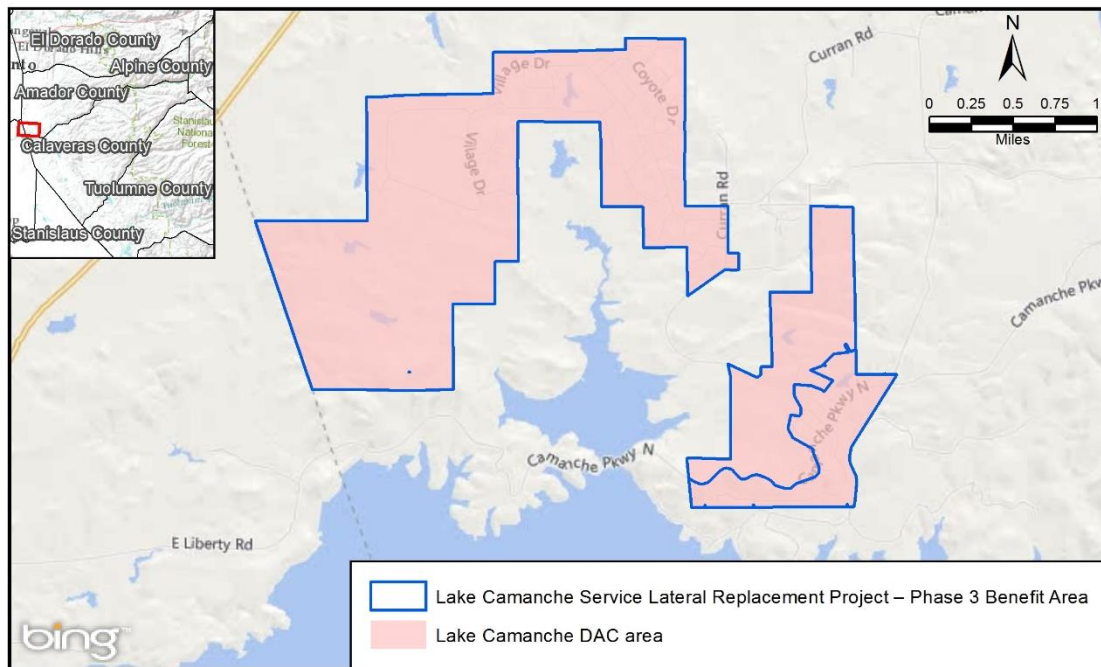 El Dorado County
Alpine County
Amador County
Calaveras County
Tuolumne County
Stanislaus County
Stanislaus
National
Forest
Village Dr
Coyote Dr
Village Dr
Curran Rd
Curran Rd
N
0 0.25 0.5 0.75 1
Miles
Camanche Pkwy N
Camanche Pkwy N
E Liberty Rd
Lake Camanche Service Lateral Replacement Project – Phase 3 Benefit Area
Lake Camanche DAC area
bing